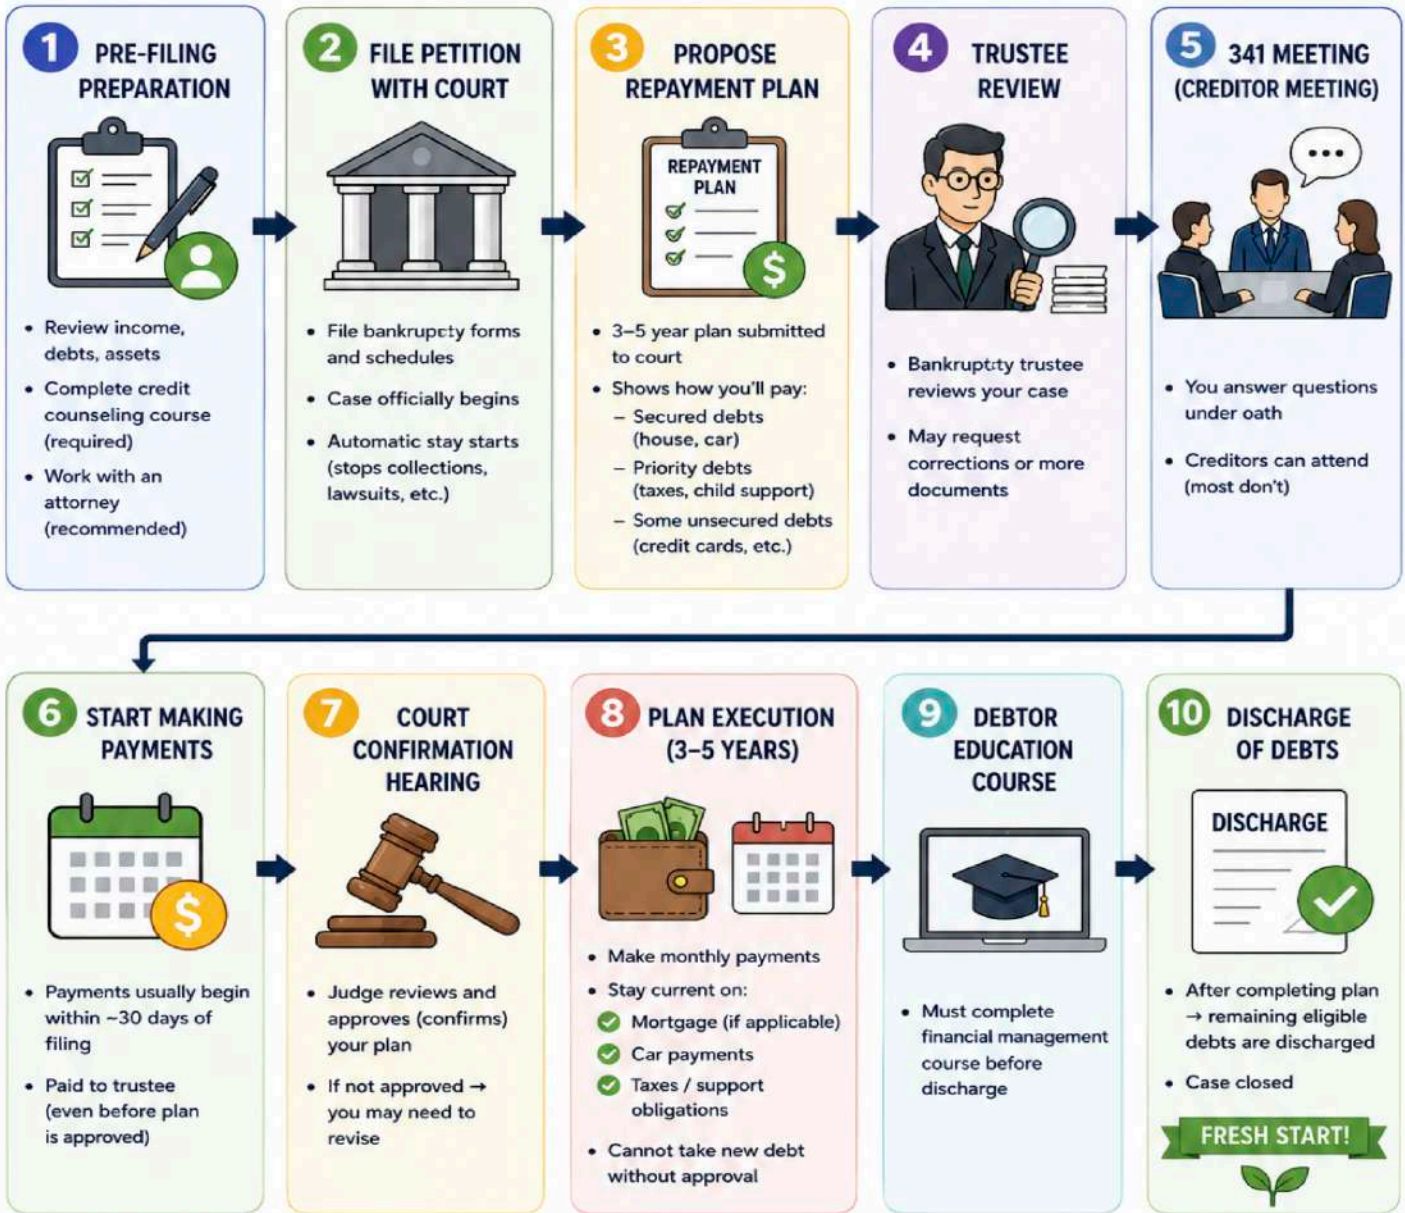 1 PRE-FILING
PREPARATION
• Review income,
debts, assets
• Complete credit
counseling course
(required)
• Work with an
attorney
(recommended)
2 FILE PETITION
WITH COURT
• File bankrupcty forms
and schedules
• Case officially begins
• Automatic stay starts
(stops collections,
lawsuits, etc.)
3 PROPOSE
REPAYMENT PLAN
REPAYMENT
PLAN
$
• 3–5 year plan submitted
to court
• Shows how you'll pay:
– Secured debts
(house, car)
– Priority debts
(taxes, child support)
– Some unsecured debts
(credit cards, etc.)
4 TRUSTEE
REVIEW
• Bankruptcty trustee
reviews your case
• May request
corrections or more
documents
5 341 MEETING
(CREDITOR MEETING)
• You answer questions
under oath
• Creditors can attend
(most don't)
6 START MAKING
PAYMENTS
$
• Payments usually begin
within ~30 days of
filing
• Paid to trustee
(even before plan
is approved)
7 COURT
CONFIRMATION
HEARING
• Judge reviews and
approves (confirms)
your plan
• If not approved →
you may need to
revise
8 PLAN EXECUTION
(3–5 YEARS)
• Make monthly payments
• Stay current on:
Mortgage (if applicable)
Car payments
Taxes / support
obligations
• Cannot take new debt
without approval
9 DEBTOR
EDUCATION
COURSE
• Must complete
financial management
course before
discharge
10 DISCHARGE
OF DEBTS
DISCHARGE
• After completing plan
→ remaining eligible
debts are discharged
• Case closed
FRESH START!